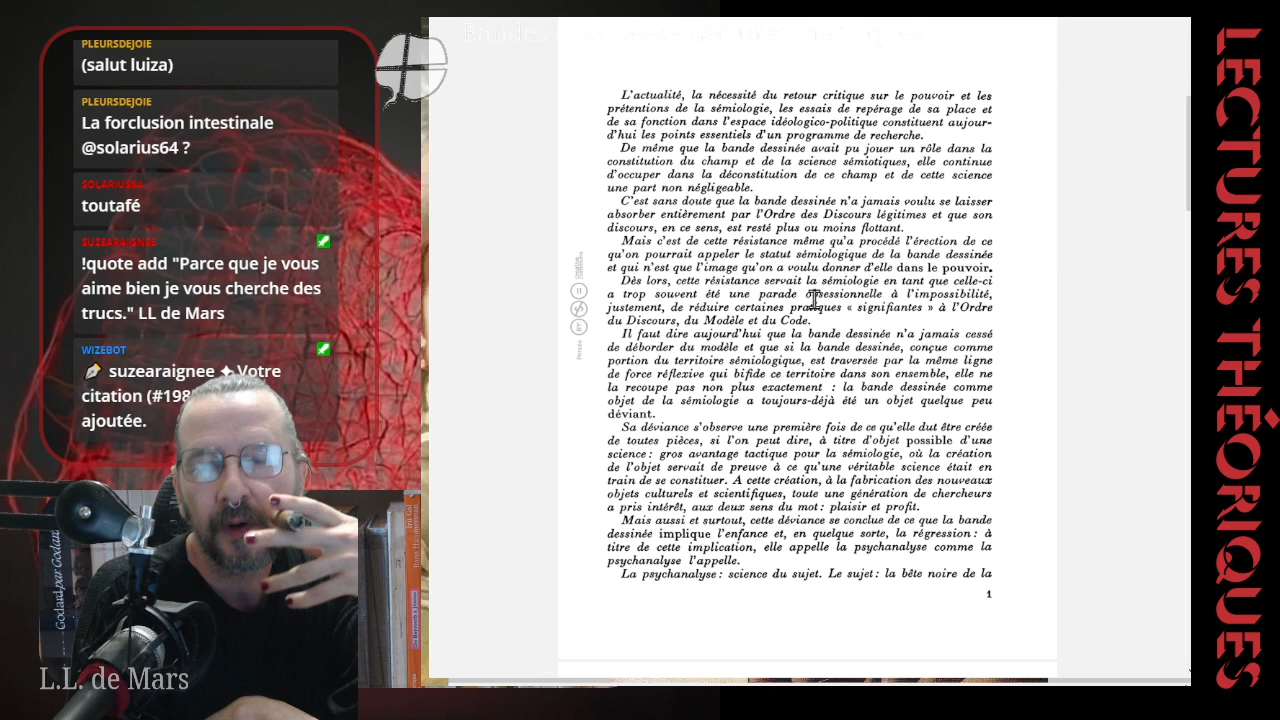 PLEURSDEJOIE
(salut luiza)
PLEURSDEJOIE
La forclusion intestinale
@solarius64 ?
SOLARIUS64
toutafé
SUZEARAIGNEE
!quote add "Parce que je vous
aime bien je vous cherche des
trucs." LL de Mars
WIZEBOT
suzearaignee ✦ Votre
citation (#198
ajoutée.
Godard par Godard
L.L. de Mars
L'actualité, la nécessité du retour critique sur le pouvoir et les
prétentions de la sémiologie, les essais de repérage de sa place et
de sa fonction dans l'espace idéologico-politique constituent aujour-
d'hui les points essentiels d'un programme de recherche.
De même que la bande dessinée avait pu jouer un rôle dans la
constitution du champ et de la science sémiotiques, elle continue
d'occuper dans la déconstitution de ce champ et de cette science
une part non négligeable.
C'est sans doute que la bande dessinée n'a jamais voulu se laisser
absorber entièrement par l'Ordre des Discours légitimes et que son
discours, en ce sens, est resté plus ou moins flottant.
Mais c'est de cette résistance même qu'a procédé l'érection de ce
qu'on pourrait appeler le statut sémiologique de la bande dessinée
et qui n'est que l'image qu'on a voulu donner d'elle dans le pouvoir.
Dès lors, cette résistance servait la sémiologie en tant que celle-ci
a trop souvent été une parade obsessionnelle à l'impossibilité,
justement, de réduire certaines pratiques « signifiantes » à l'Ordre
du Discours, du Modèle et du Code.
Il faut dire aujourd'hui que la bande dessinée n'a jamais cessé
de déborder du modèle et que si la bande dessinée, conçue comme
portion du territoire sémiologique, est traversée par la même ligne
de force réflexive qui bifide ce territoire dans son ensemble, elle ne
la recoupe pas non plus exactement : la bande dessinée comme
objet de la sémiologie a toujours-déjà été un objet quelque peu
déviant.
Sa déviance s'observe une première fois de ce qu'elle dut être créée
de toutes pièces, si l'on peut dire, à titre d'objet possible d'une
science : gros avantage tactique pour la sémiologie, où la création
de l'objet servait de preuve à ce qu'une véritable science était en
train de se constituer. A cette création, à la fabrication des nouveaux
objets culturels et scientifiques, toute une génération de chercheurs
a pris intérêt, aux deux sens du mot : plaisir et profit.
Mais aussi et surtout, cette déviance se conclue de ce que la bande
dessinée implique l'enfance et, en quelque sorte, la régression : à
titre de cette implication, elle appelle la psychanalyse comme la
psychanalyse l'appelle.
La psychanalyse : science du sujet. Le sujet : la bête noire de la
1
LECTURES THÉORIQUES